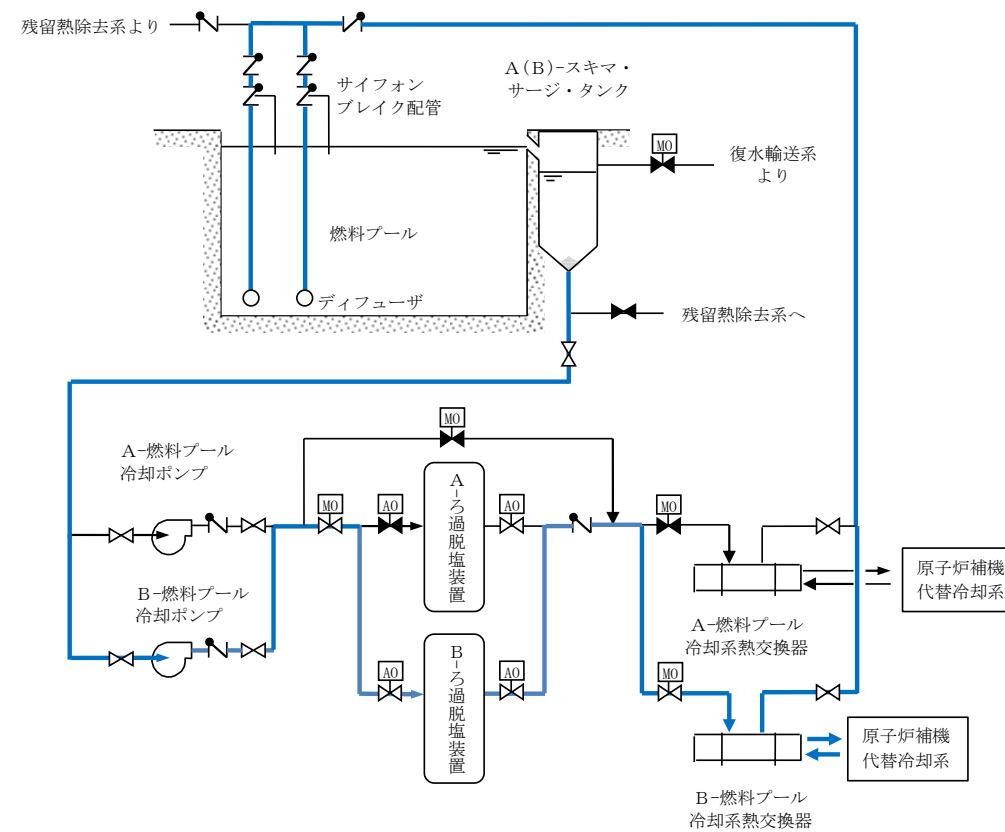 残留熱除去系より
サイフォン
ブレイク配管
A(B)-スキマ・
サージ・タンク
MO
復水輸送系
より
燃料プール
ディフューザ
残留熱除去系へ
MO
A-燃料プール
冷却ポンプ
MO
AO
A-ろ過脱塩装置
AO
MO
原子炉補機
代替冷却系
B-燃料プール
冷却ポンプ
A-燃料プール
冷却系熱交換器
AO
B-ろ過脱塩装置
AO
MO
原子炉補機
代替冷却系
B-燃料プール
冷却系熱交換器